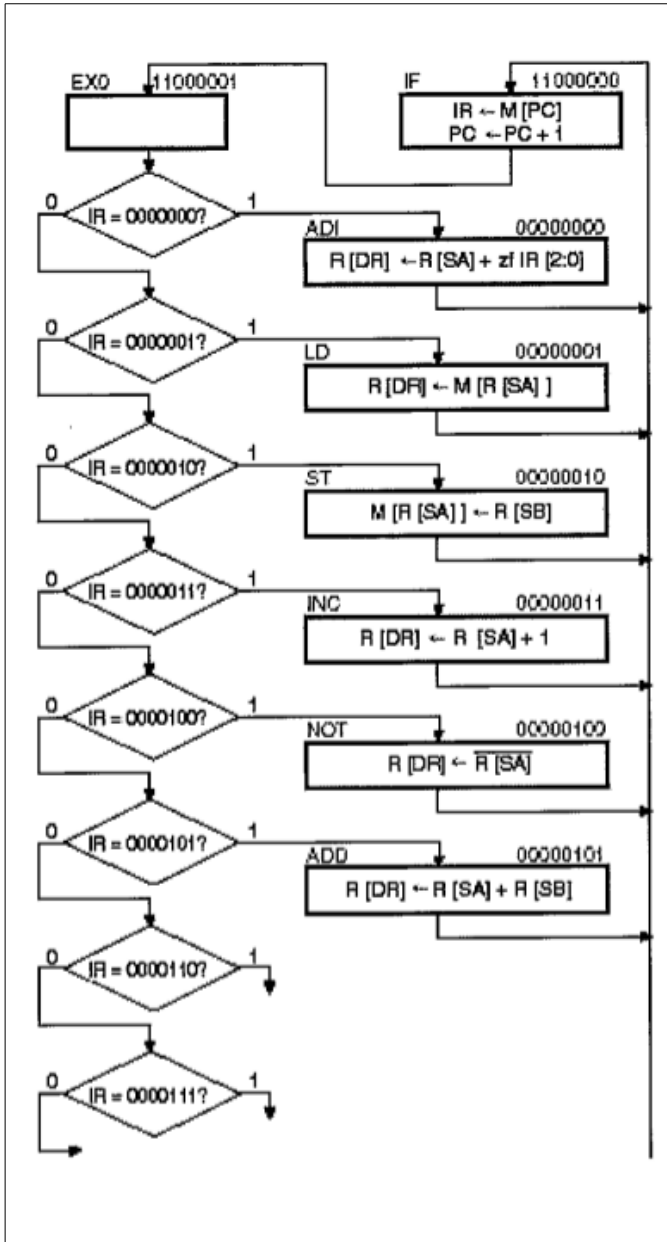 EX0 11000001
IF 11000000
IR ← M [PC]
PC ← PC + 1
0 IR = 0000000? 1
ADI 00000000
R [DR] ← R [SA] + zf IR [2:0]
0 IR = 0000001? 1
LD 00000001
R [DR] ← M [R [SA] ]
0 IR = 0000010? 1
ST 00000010
M [R [SA] ] ← R [SB]
0 IR = 0000011? 1
INC 00000011
R [DR] ← R [SA] + 1
0 IR = 0000100? 1
NOT 00000100
R [DR] ← R̅ ̅[̅S̅A̅]̅
0 IR = 0000101? 1
ADD 00000101
R [DR] ← R [SA] + R [SB]
0 IR = 0000110? 1
0 IR = 0000111? 1